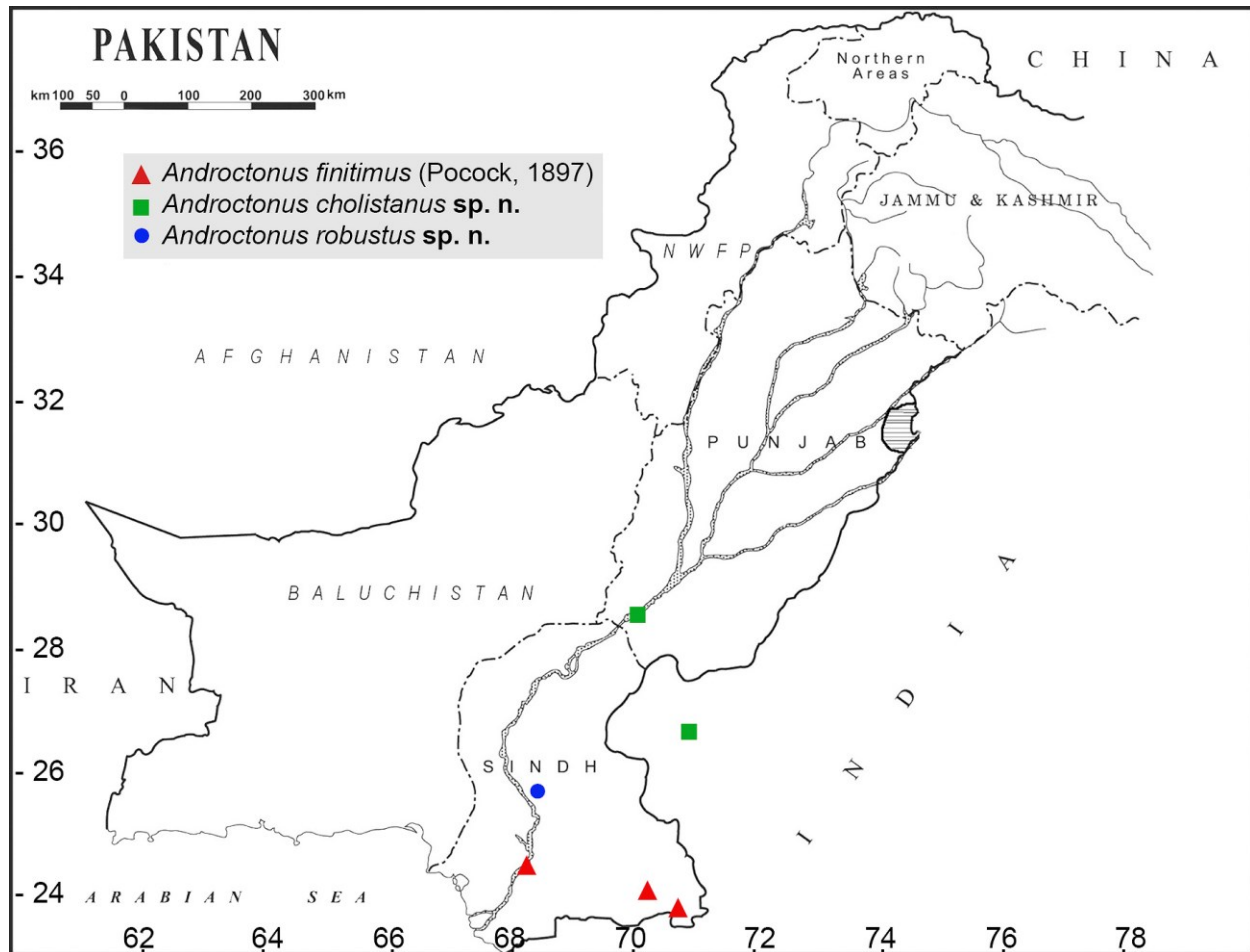 PAKISTAN
km 100 50 0 100 200 300 km
Northern
Areas
C H I N A
- 36
Androctonus finitimus (Pocock, 1897)
Androctonus cholistanus sp. n.
Androctonus robustus sp. n.
JAMMU & KASHMIR
N W F P
- 34
A F G H A N I S T A N
- 32
P U N J A B
- 30
B A L U C H I S T A N
- 28
I R A N
I N D I A
S I N D H
- 26
- 24
A R A B I A N S E A
62 64 66 68 70 72 74 76 78